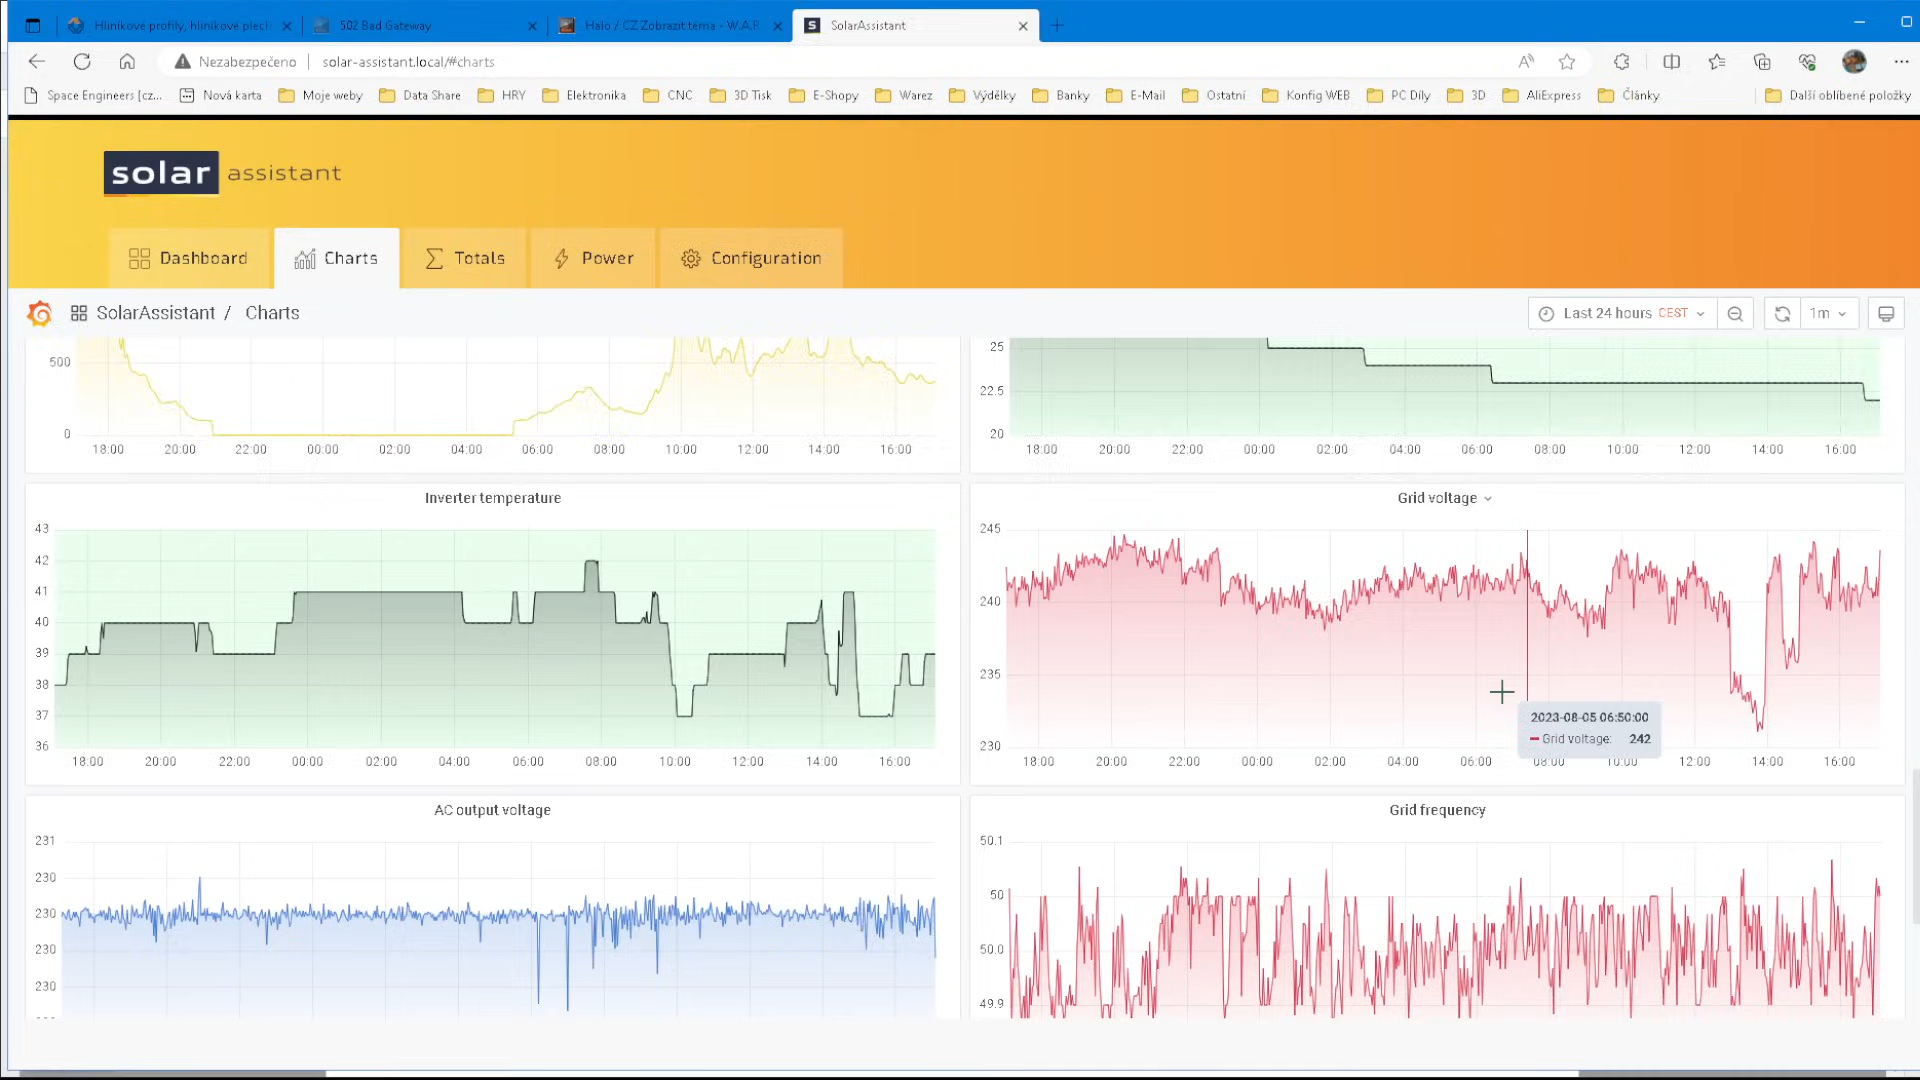 Hliníkové profily, hliníkové plech
502 Bad Gateway
Halo / CZ Zobrazit téma - W.A.R
SolarAssistant
Nezabezpečeno
solar-assistant.local/#charts
Space Engineers [cz...
Nová karta
Moje weby
Data Share
HRY
Elektronika
CNC
3D Tisk
E-Shopy
Warez
Výdělky
Banky
E-Mail
Ostatní
Konfig WEB
PC Díly
3D
AliExpress
Články
Další oblíbené položky
solar assistant
Dashboard
Charts
Totals
Power
Configuration
SolarAssistant / Charts
Last 24 hours CEST
1m
500
0
18:00 20:00 22:00 00:00 02:00 04:00 06:00 08:00 10:00 12:00 14:00 16:00
25
22.5
20
18:00 20:00 22:00 00:00 02:00 04:00 06:00 08:00 10:00 12:00 14:00 16:00
Inverter temperature
43
42
41
40
39
38
37
36
18:00 20:00 22:00 00:00 02:00 04:00 06:00 08:00 10:00 12:00 14:00 16:00
Grid voltage
245
240
235
230
2023-08-05 06:50:00
Grid voltage: 242
18:00 20:00 22:00 00:00 02:00 04:00 06:00 08:00 10:00 12:00 14:00 16:00
AC output voltage
231
230
230
230
230
Grid frequency
50.1
50
50.0
49.9